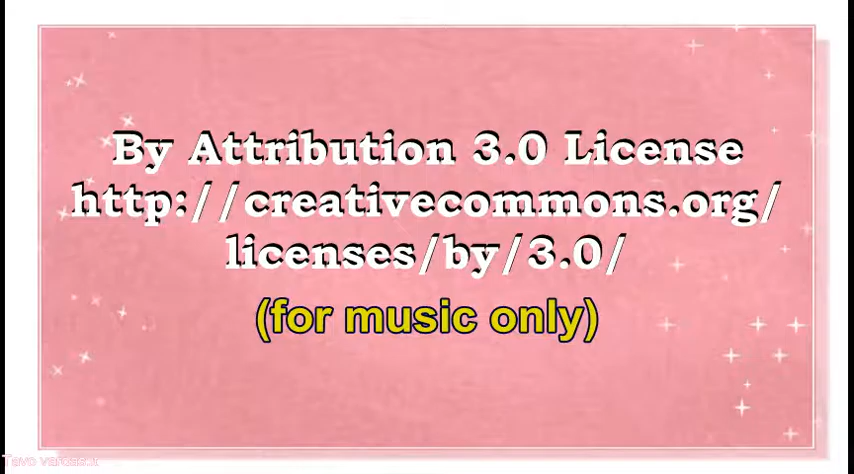 By Attribution 3.0 License
http://creativecommons.org/
licenses/by/3.0/
(for music only)